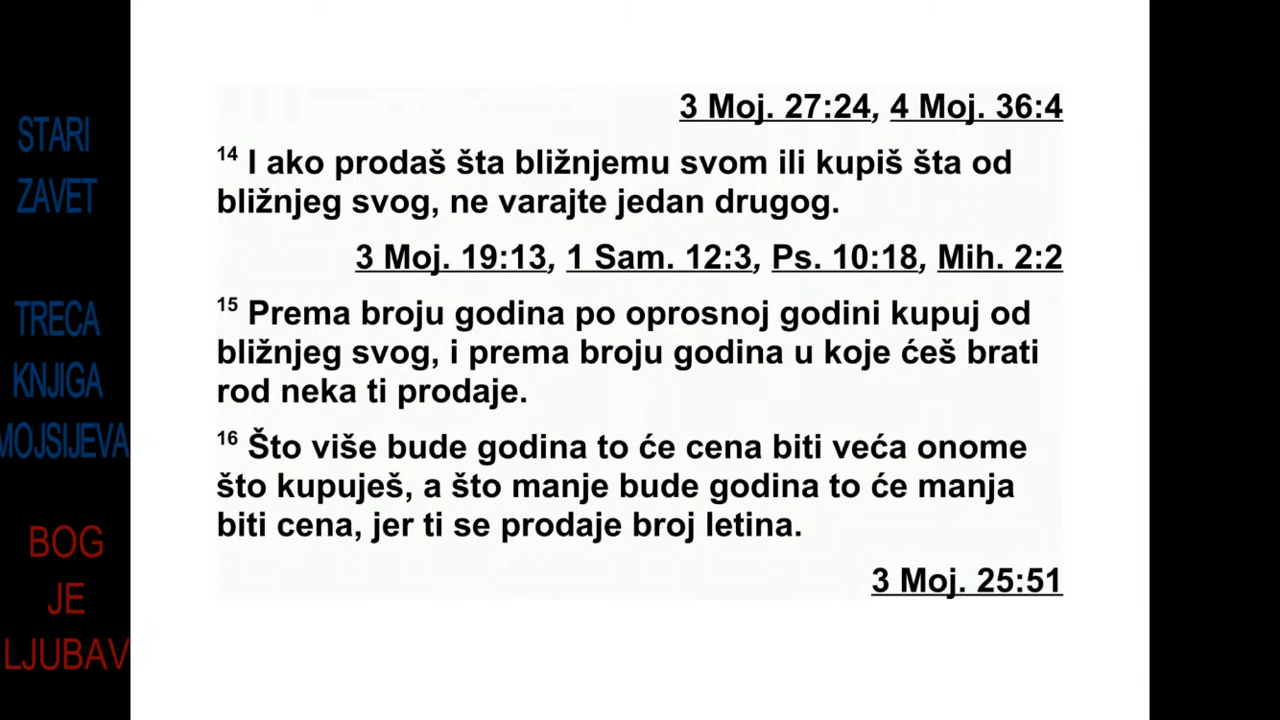 STARI
ZAVET
TRECA
KNJIGA
MOJSIJEVA
BOG
JE
LJUBAV
3 Moj. 27:24, 4 Moj. 36:4
14 I ako prodaš šta bližnjemu svom ili kupiš šta od
bližnjeg svog, ne varajte jedan drugog.
3 Moj. 19:13, 1 Sam. 12:3, Ps. 10:18, Mih. 2:2
15 Prema broju godina po oprosnoj godini kupuj od
bližnjeg svog, i prema broju godina u koje ćeš brati
rod neka ti prodaje.
16 Što više bude godina to će cena biti veća onome
što kupuješ, a što manje bude godina to će manja
biti cena, jer ti se prodaje broj letina.
3 Moj. 25:51